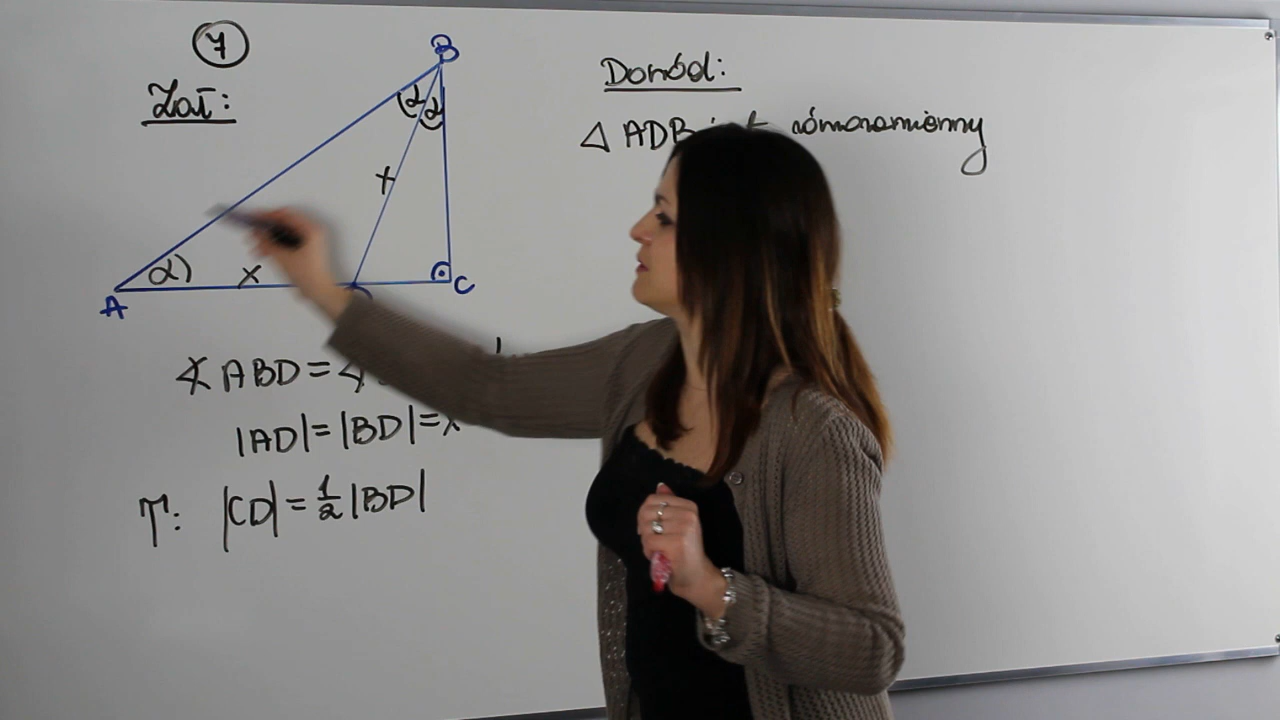 7
Zał:
B
α α
x
α x
A C
∢ ABD = ∢
|AD| = |BD| = x
T: |CD| = 1/2 |BD|
Dowód:
△ ADB równoramienny